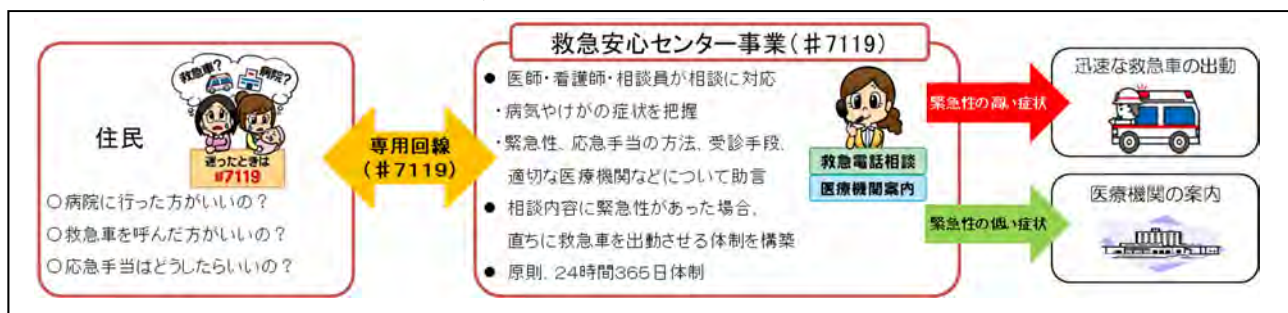 救急車?
病院?
住民
迷ったときは
#7119
○病院に行った方がいいの?
○救急車を呼んだ方がいいの?
○応急手当はどうしたらいいの?
専用回線
(#7119)
救急安心センター事業(#7119)
● 医師・看護師・相談員が相談に対応
・病気やけがの症状を把握
・緊急性、応急手当の方法、受診手段、
適切な医療機関などについて助言
● 相談内容に緊急性があった場合、
直ちに救急車を出動させる体制を構築
● 原則、24時間365日体制
救急電話相談
医療機関案内
緊急性の高い症状
緊急性の低い症状
迅速な救急車の出動
医療機関の案内